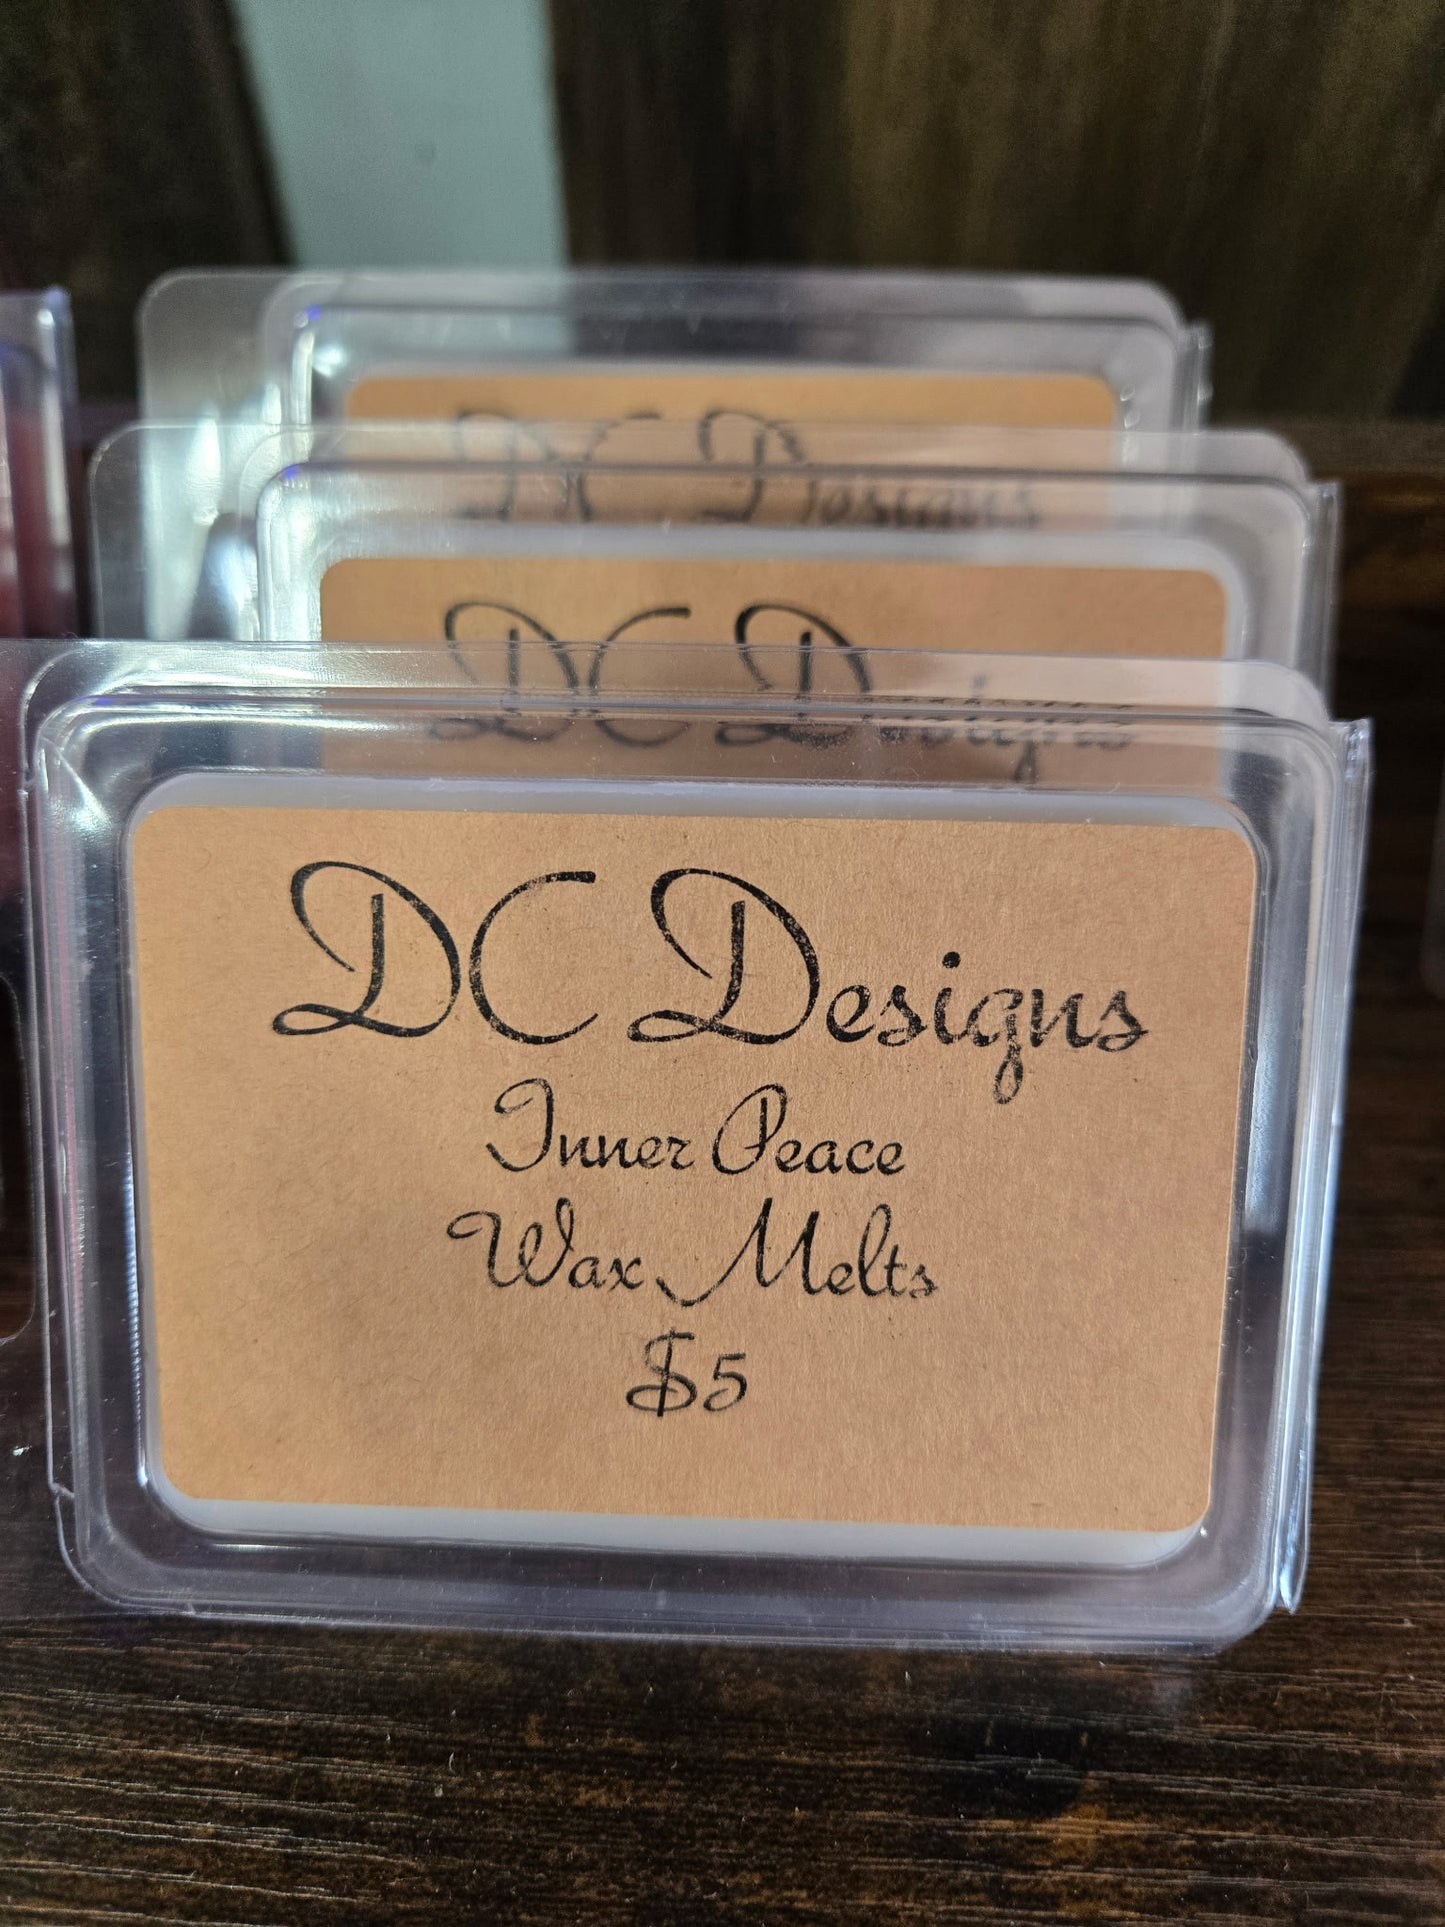 DC Designs
DC Designs
DC Designs
Inner Peace
Wax Melts
$5